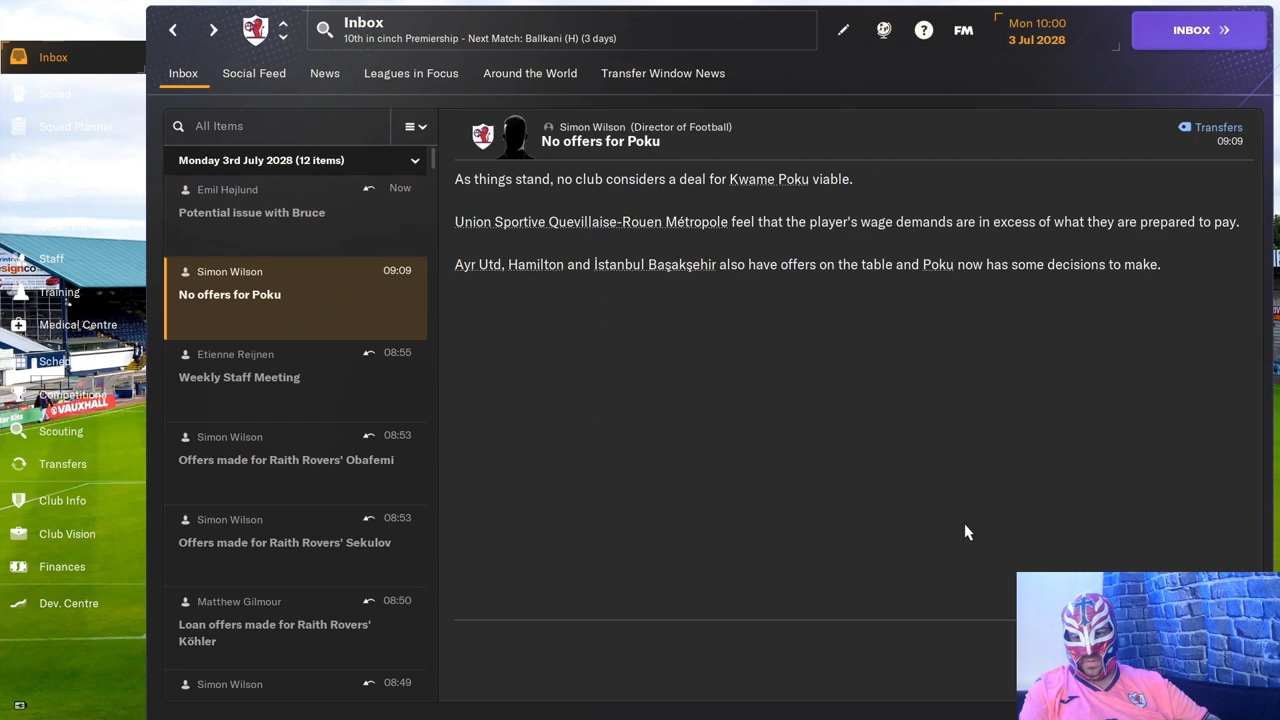 Inbox
10th in cinch Premiership - Next Match: Ballkani (H) (3 days)
FM
Mon 10:00
3 Jul 2028
INBOX
Inbox
Social Feed
News
Leagues in Focus
Around the World
Transfer Window News
Inbox
Squad
Squad Planner
Staff
Training
Medical Centre
Sched
Competitions
Scouting
Transfers
Club Info
Club Vision
Finances
Dev. Centre
VAUXHALL
All Items
Monday 3rd July 2028 (12 items)
Emil Højlund
Now
Potential issue with Bruce
Simon Wilson
09:09
No offers for Poku
Etienne Reijnen
08:55
Weekly Staff Meeting
Simon Wilson
08:53
Offers made for Raith Rovers' Obafemi
Simon Wilson
08:53
Offers made for Raith Rovers' Sekulov
Matthew Gilmour
08:50
Loan offers made for Raith Rovers'
Köhler
Simon Wilson
08:49
Simon Wilson (Director of Football)
No offers for Poku
Transfers
09:09
As things stand, no club considers a deal for Kwame Poku viable.
Union Sportive Quevillaise-Rouen Métropole feel that the player's wage demands are in excess of what they are prepared to pay.
Ayr Utd, Hamilton and İstanbul Başakşehir also have offers on the table and Poku now has some decisions to make.